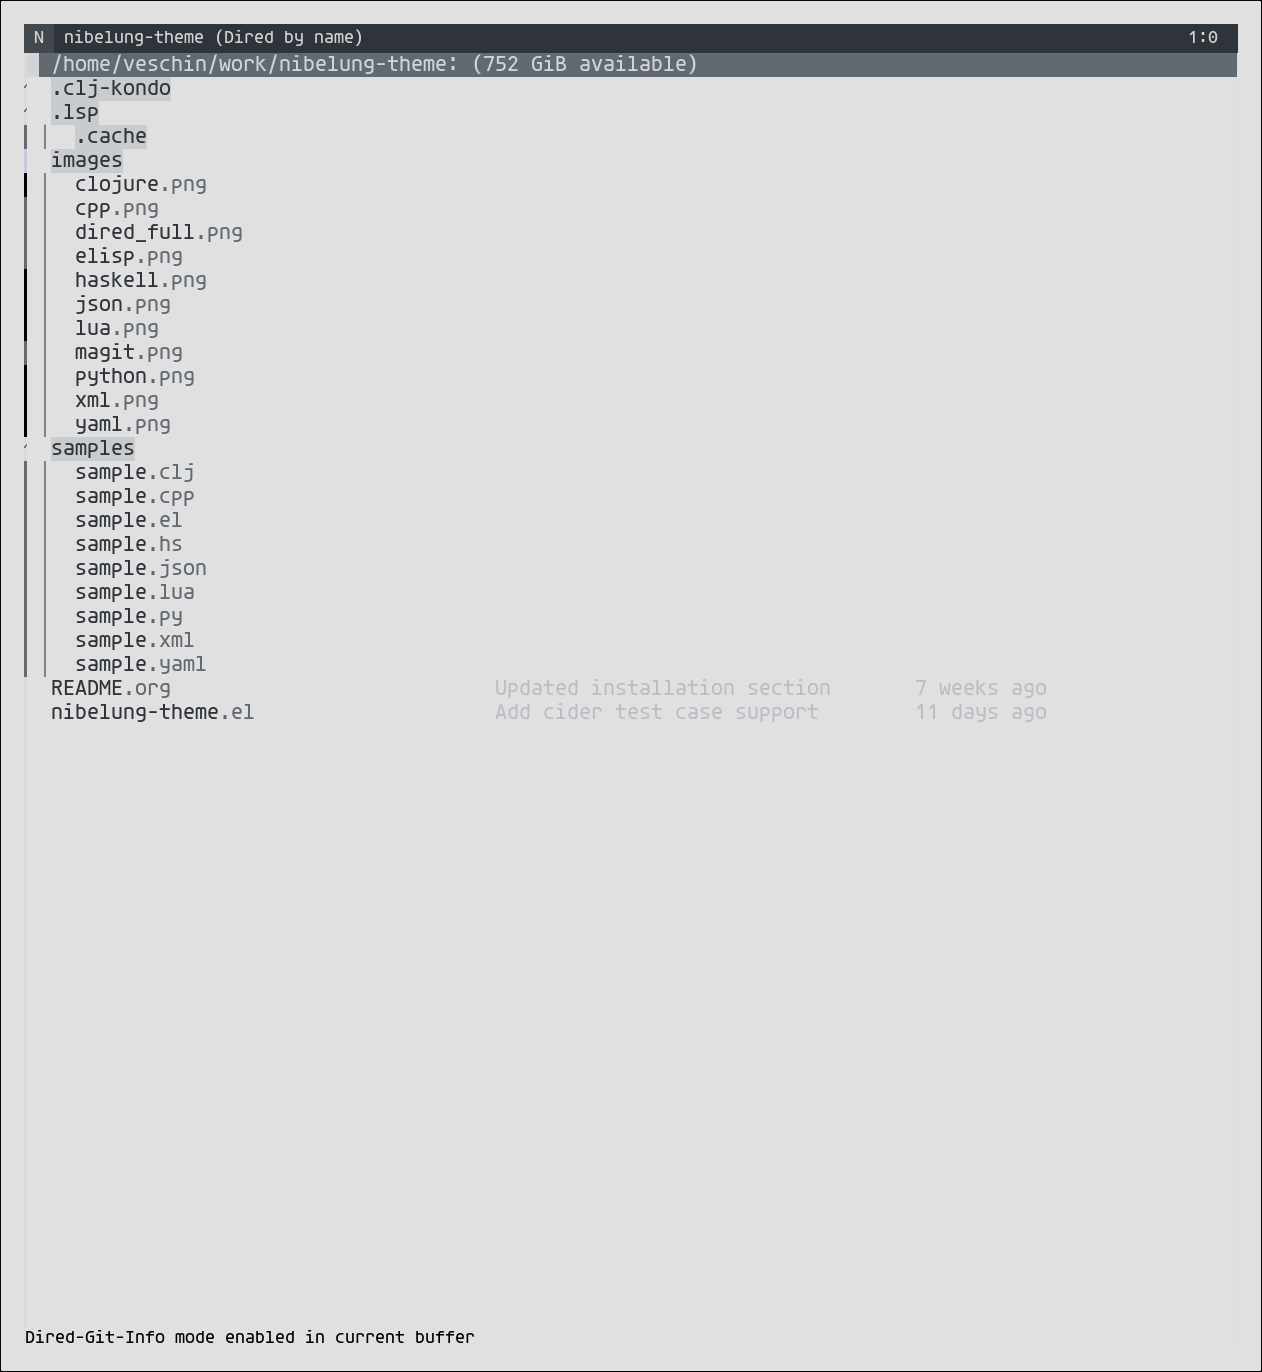 N nibelung-theme (Dired by name) 1:0
/home/veschin/work/nibelung-theme: (752 GiB available)
.clj-kondo
.lsp
.cache
images
clojure.png
cpp.png
dired_full.png
elisp.png
haskell.png
json.png
lua.png
magit.png
python.png
xml.png
yaml.png
samples
sample.clj
sample.cpp
sample.el
sample.hs
sample.json
sample.lua
sample.py
sample.xml
sample.yaml
README.org Updated installation section 7 weeks ago
nibelung-theme.el Add cider test case support 11 days ago
Dired-Git-Info mode enabled in current buffer